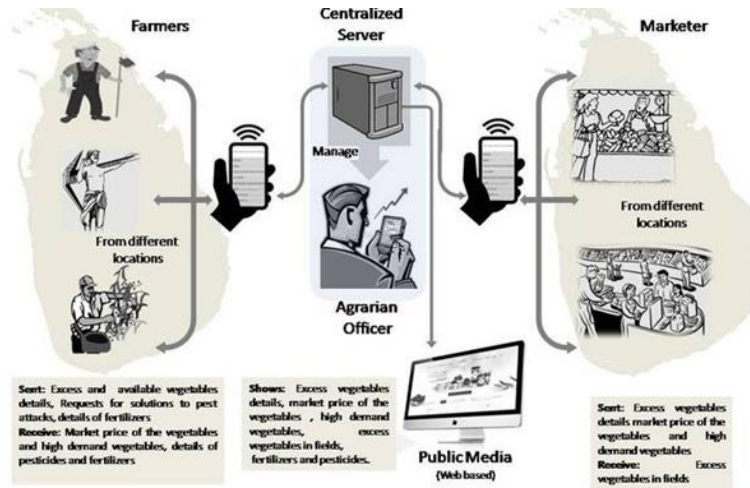 Farmers
Centralized
Server
Marketer
Manage
From different
locations
From different
locations
Agrarian
Officer
Sent: Excess and available vegetables
details, Requests for solutions to pest
attacks, details of fertilizers
Receive: Market price of the vegetables
and high demand vegetables, details of
pesticides and fertilizers
Shows: Excess vegetables
details, market price of the
vegetables , high demand
vegetables, excess
vegetables in fields,
fertilizers and pesticides.
Public Media
(Web based)
Sent: Excess vegetables
details market price of the
vegetables and high
demand vegetables
Receive: Excess
vegetables in fields